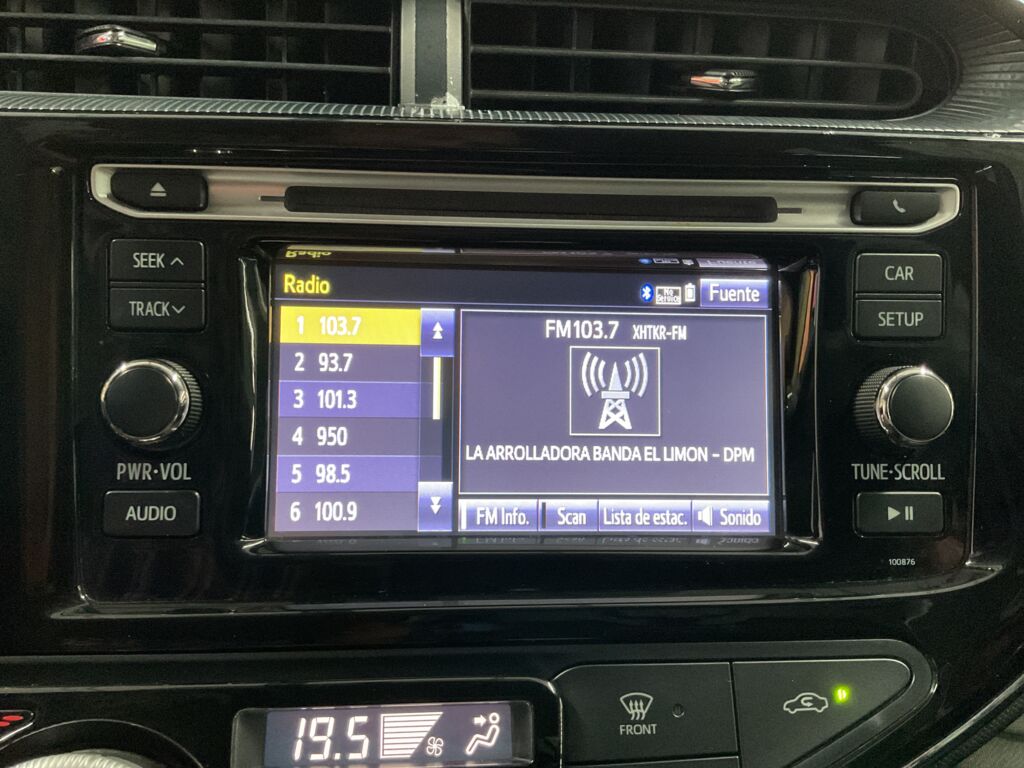 SEEK
TRACK
PWR·VOL
AUDIO
Radio
No Service
Fuente
1 103.7
2 93.7
3 101.3
4 950
5 98.5
6 100.9
FM103.7 XHTKR-FM
LA ARROLLADORA BANDA EL LIMON - DPM
FM Info.
Scan
Lista de estac.
Sonido
CAR
SETUP
TUNE·SCROLL
100876
19.5
FRONT